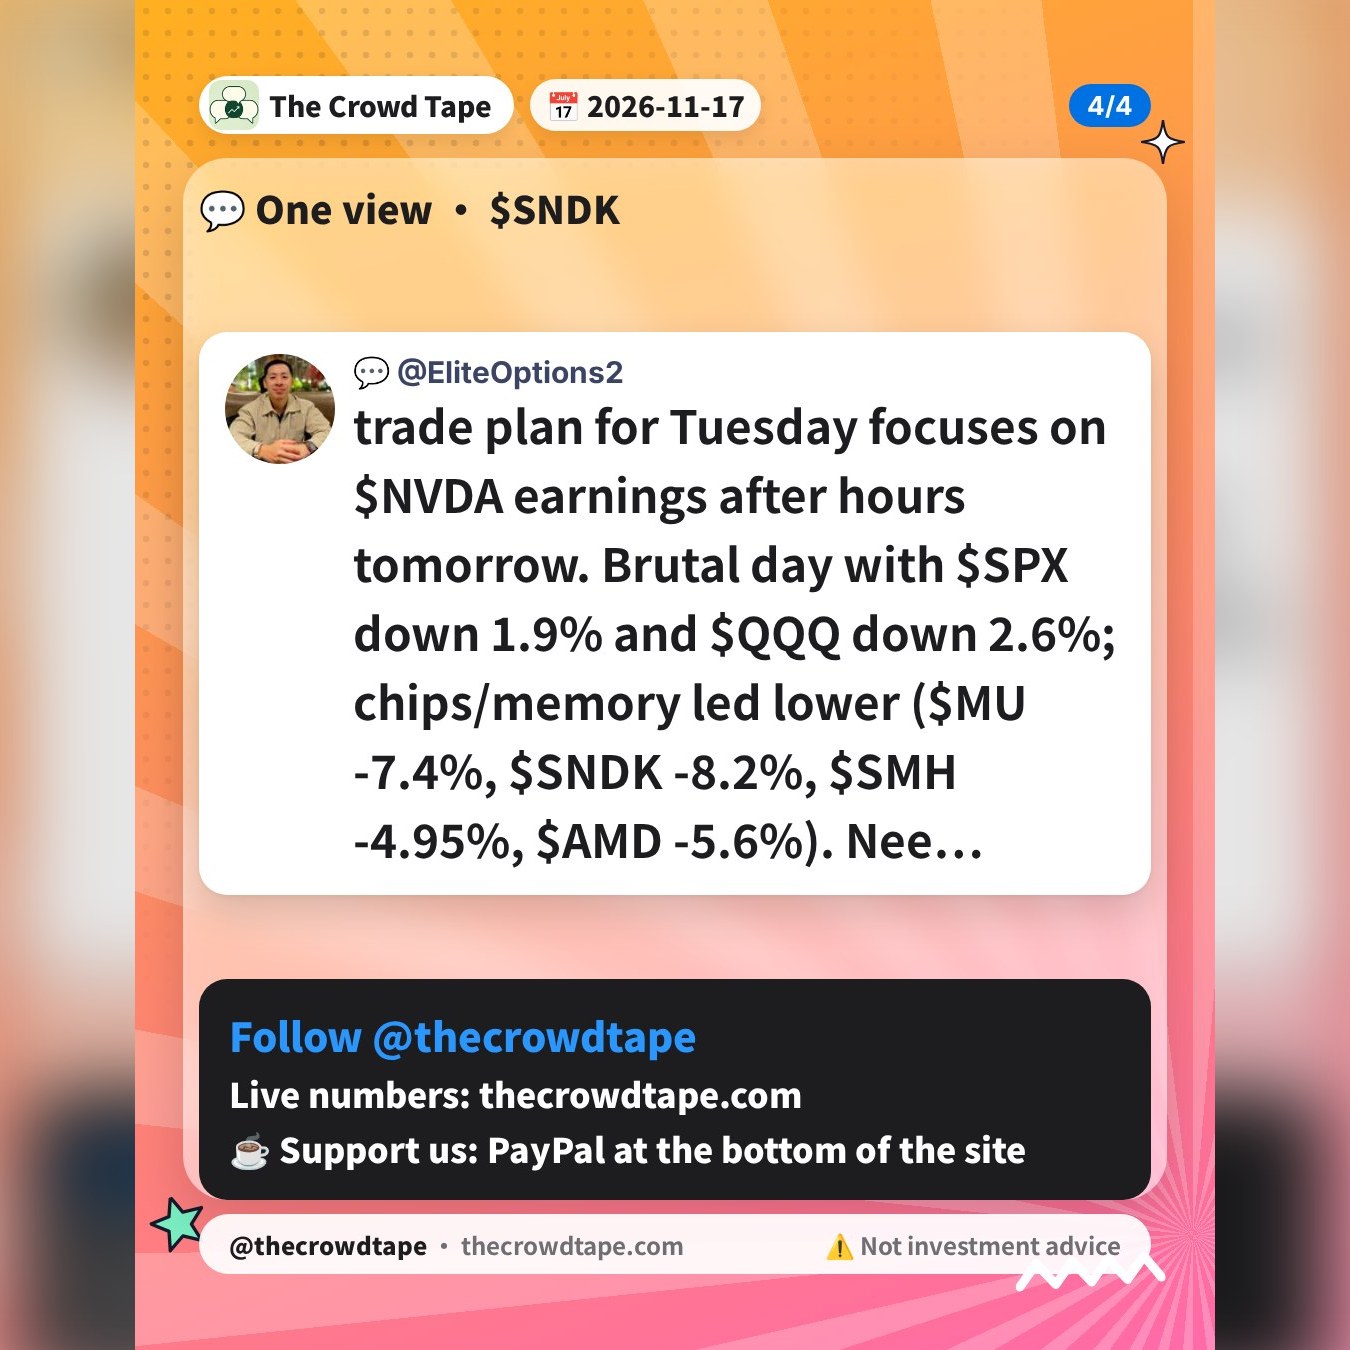 The Crowd Tape
📅 2026-11-17
4/4
💬 One view • $SNDK
💬 @EliteOptions2
trade plan for Tuesday focuses on
$NVDA earnings after hours
tomorrow. Brutal day with $SPX
down 1.9% and $QQQ down 2.6%;
chips/memory led lower ($MU
-7.4%, $SNDK -8.2%, $SMH
-4.95%, $AMD -5.6%). Nee…
Follow @thecrowdtape
Live numbers: thecrowdtape.com
☕ Support us: PayPal at the bottom of the site
@thecrowdtape • thecrowdtape.com
⚠️ Not investment advice